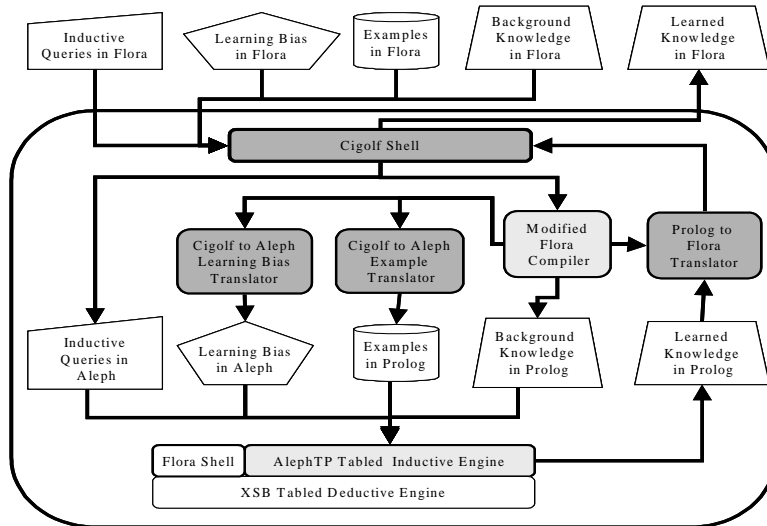 Inductive
Queries in Flora
Learning Bias
in Flora
Examples
in Flora
Background
Knowledge
in Flora
Learned
Knowledge
in Flora
Cigolf Shell
Cigolf to Aleph
Learning Bias
Translator
Cigolf to Aleph
Example
Translator
Modified
Flora
Compiler
Prolog to
Flora
Translator
Inductive
Queries in
Aleph
Learning Bias
in Aleph
Examples
in Prolog
Background
Knowledge
in Prolog
Learned
Knowledge
in Prolog
Flora Shell
AlephTP Tabled Inductive Engine
XSB Tabled Deductive Engine